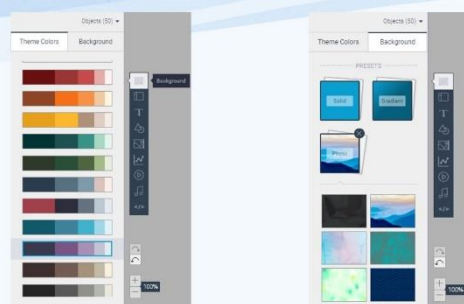 Objects (50)
Theme Colors Background
Background
T
</>
100%
Objects (50)
Theme Colors Background
PRESETS
Solid Gradient
Photo
T
</>
100%